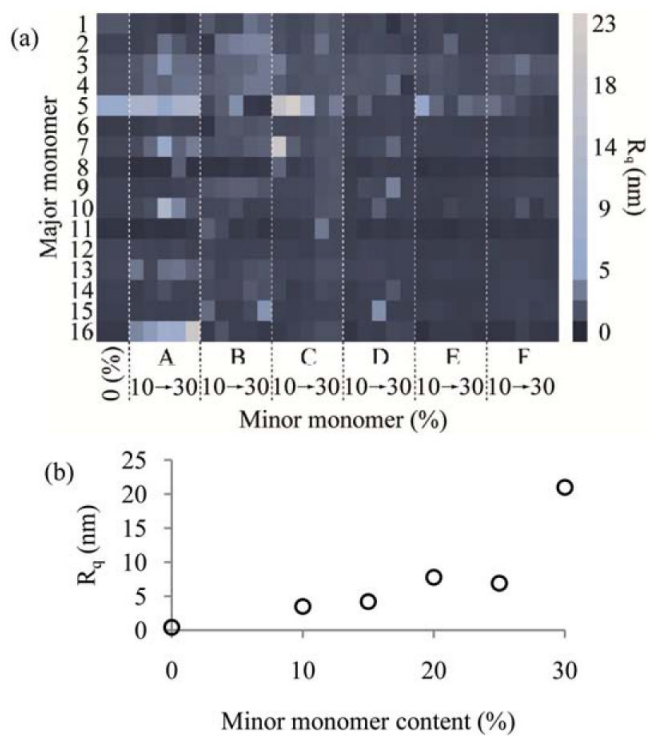 (a)
Major monomer
1
2
3
4
5
6
7
8
9
10
11
12
13
14
15
16
23
18
14
9
5
0
Rq (nm)
0 (%)
A B C D E F
10→30 10→30 10→30 10→30 10→30 10→30
Minor monomer (%)
(b)
Rq (nm)
25
20
15
10
5
0
0 10 20 30
Minor monomer content (%)